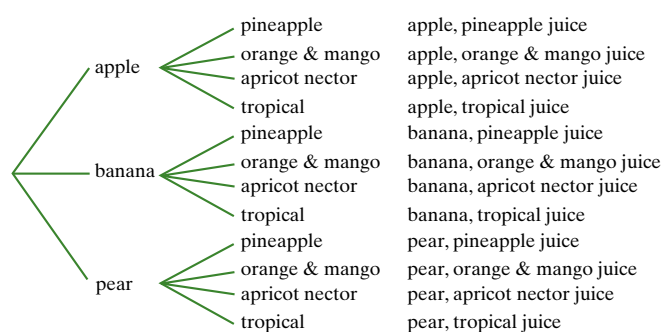 pineapple apple, pineapple juice
orange & mango apple, orange & mango juice
apple
apricot nector apple, apricot nector juice
tropical apple, tropical juice
pineapple banana, pineapple juice
orange & mango banana, orange & mango juice
banana
apricot nector banana, apricot nector juice
tropical banana, tropical juice
pineapple pear, pineapple juice
orange & mango pear, orange & mango juice
pear
apricot nector pear, apricot nector juice
tropical pear, tropical juice